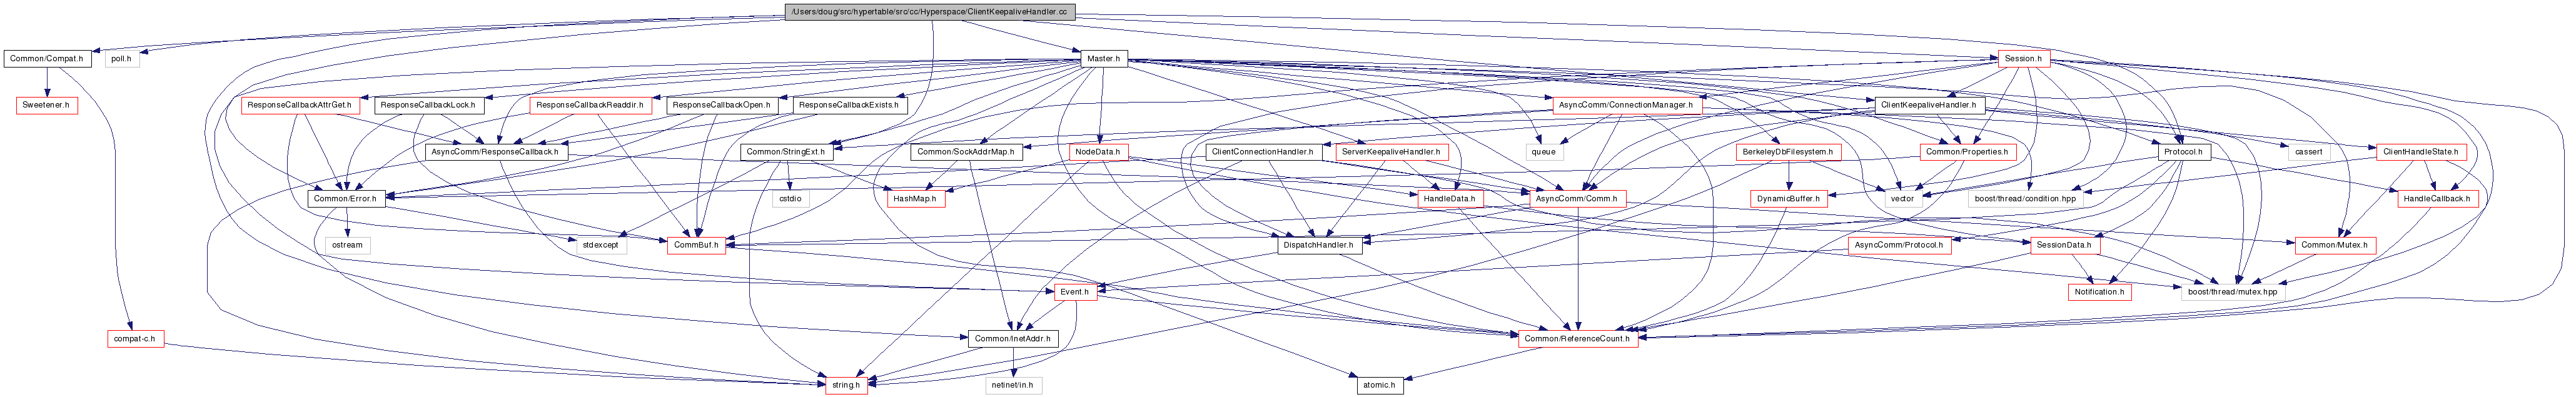 /Users/doug/src/hypertable/src/cc/Hyperspace/ClientKeepaliveHandler.cc
Common/Compat.h
poll.h
Master.h
Session.h
Sweetener.h
ResponseCallbackAttrGet.h
ResponseCallbackLock.h
ResponseCallbackReaddir.h
ResponseCallbackOpen.h
ResponseCallbackExists.h
AsyncComm/ConnectionManager.h
ClientKeepaliveHandler.h
AsyncComm/ResponseCallback.h
Common/StringExt.h
Common/SockAddrMap.h
NodeData.h
ClientConnectionHandler.h
ServerKeepaliveHandler.h
queue
BerkeleyDbFilesystem.h
Common/Properties.h
Protocol.h
cassert
ClientHandleState.h
Common/Error.h
cstdio
HashMap.h
HandleData.h
AsyncComm/Comm.h
DynamicBuffer.h
vector
boost/thread/condition.hpp
HandleCallback.h
ostream
stdexcept
CommBuf.h
DispatchHandler.h
AsyncComm/Protocol.h
SessionData.h
Common/Mutex.h
Event.h
Notification.h
boost/thread/mutex.hpp
compat-c.h
Common/InetAddr.h
Common/ReferenceCount.h
string.h
netinet/in.h
atomic.h